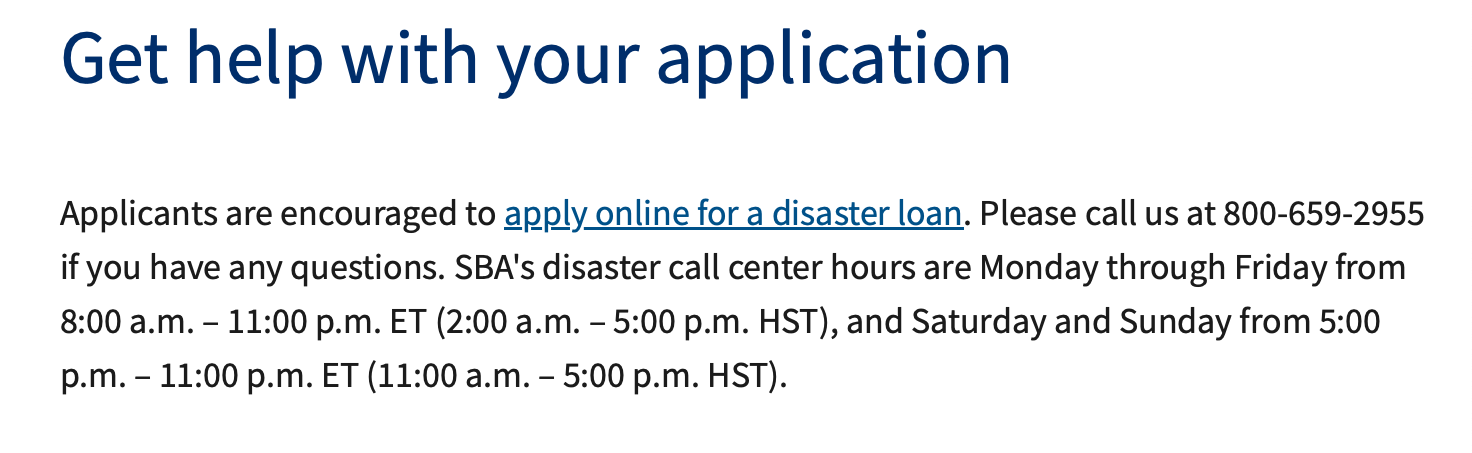 Get help with your application
Applicants are encouraged to apply online for a disaster loan. Please call us at 800-659-2955
if you have any questions. SBA's disaster call center hours are Monday through Friday from
8:00 a.m. – 11:00 p.m. ET (2:00 a.m. – 5:00 p.m. HST), and Saturday and Sunday from 5:00
p.m. – 11:00 p.m. ET (11:00 a.m. – 5:00 p.m. HST).